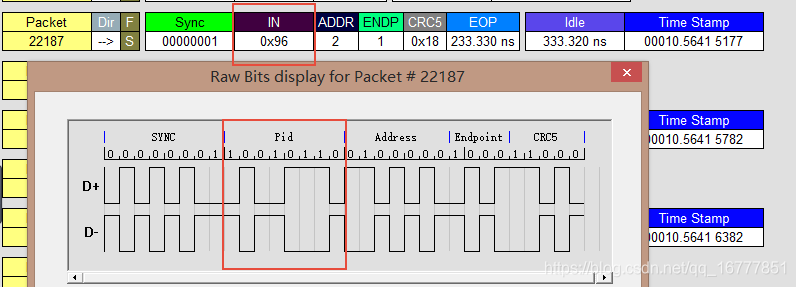 Packet Dir F Sync IN ADDR ENDP CRC5 EOP Idle Time Stamp
22187 --> S 00000001 0x96 2 1 0x18 233.330 ns 333.320 ns 00010.5641 5177
Raw Bits display for Packet # 22187
Time Stamp
00010.5641 5782
SYNC Pid Address Endpoint CRC5
0,0,0,0,0,0,0,1 1,0,0,1,0,1,1,0 0,1,0,0,0,0,0 1,0,0,0 1,1,0,0,0
D+
D-
Time Stamp
00010.5641 6382
https://blog.csdn.net/qq_16777851